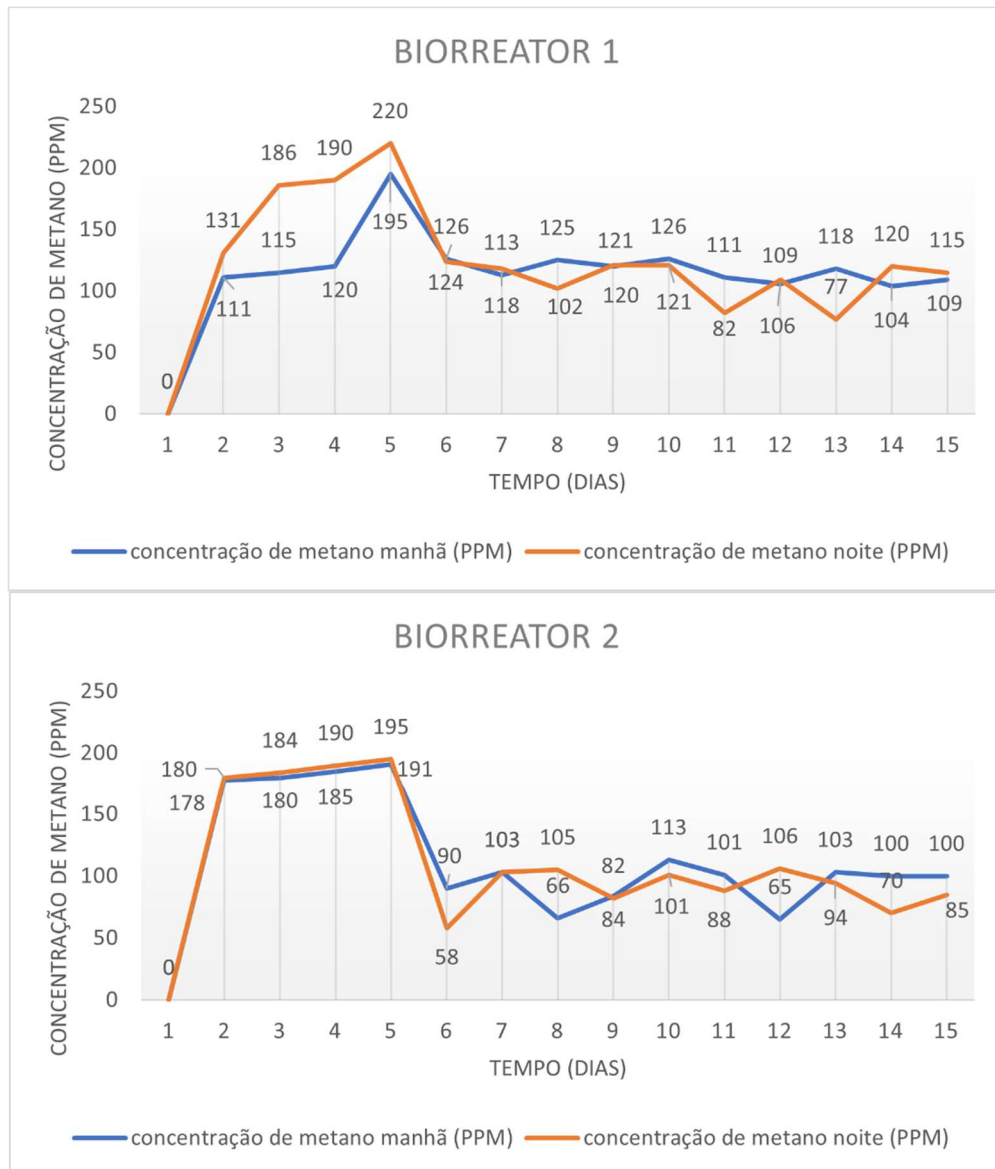 BIORREATOR 1
CONCENTRAÇÃO DE METANO (PPM)
250
200
150
100
50
0
220
186 190
131 115 195 126 113 125 121 126 111 109 118 120 115
111 120 124 118 102 120 121 82 106 77 104 109
0
1 2 3 4 5 6 7 8 9 10 11 12 13 14 15
TEMPO (DIAS)
concentração de metano manhã (PPM) concentração de metano noite (PPM)
BIORREATOR 2
CONCENTRAÇÃO DE METANO (PPM)
250
200
150
100
50
0
180 184 190 195
178 180 185 191
90 103 105 82 113 101 106 103 100 100
58 66 84 101 88 65 94 70 85
0
1 2 3 4 5 6 7 8 9 10 11 12 13 14 15
TEMPO (DIAS)
concentração de metano manhã (PPM) concentração de metano noite (PPM)